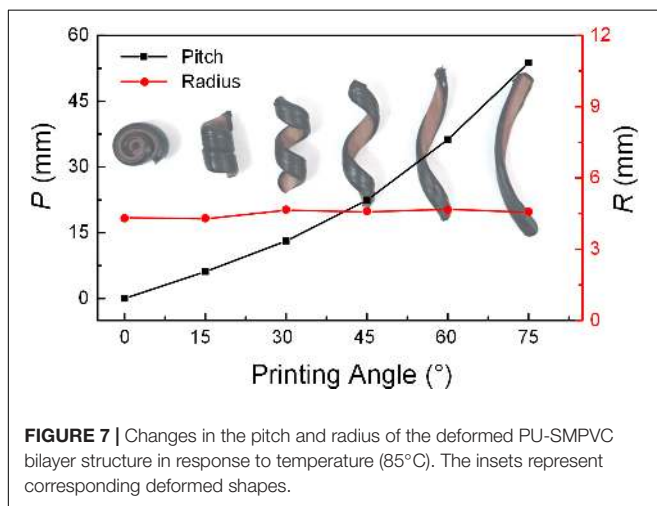 60
45
30
15
0
P (mm)
Pitch
Radius
12
9
6
3
0
R (mm)
0 15 30 45 60 75
Printing Angle (°)
FIGURE 7 | Changes in the pitch and radius of the deformed PU-SMPVC
bilayer structure in response to temperature (85°C). The insets represent
corresponding deformed shapes.